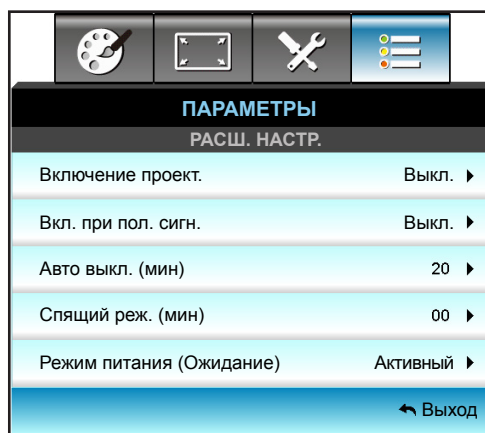 ПАРАМЕТРЫ
РАСШ. НАСТР.
Включение проект. Выкл.
Вкл. при пол. сигн. Выкл.
Авто выкл. (мин) 20
Спящий реж. (мин) 00
Режим питания (Ожидание) Активный
Выход